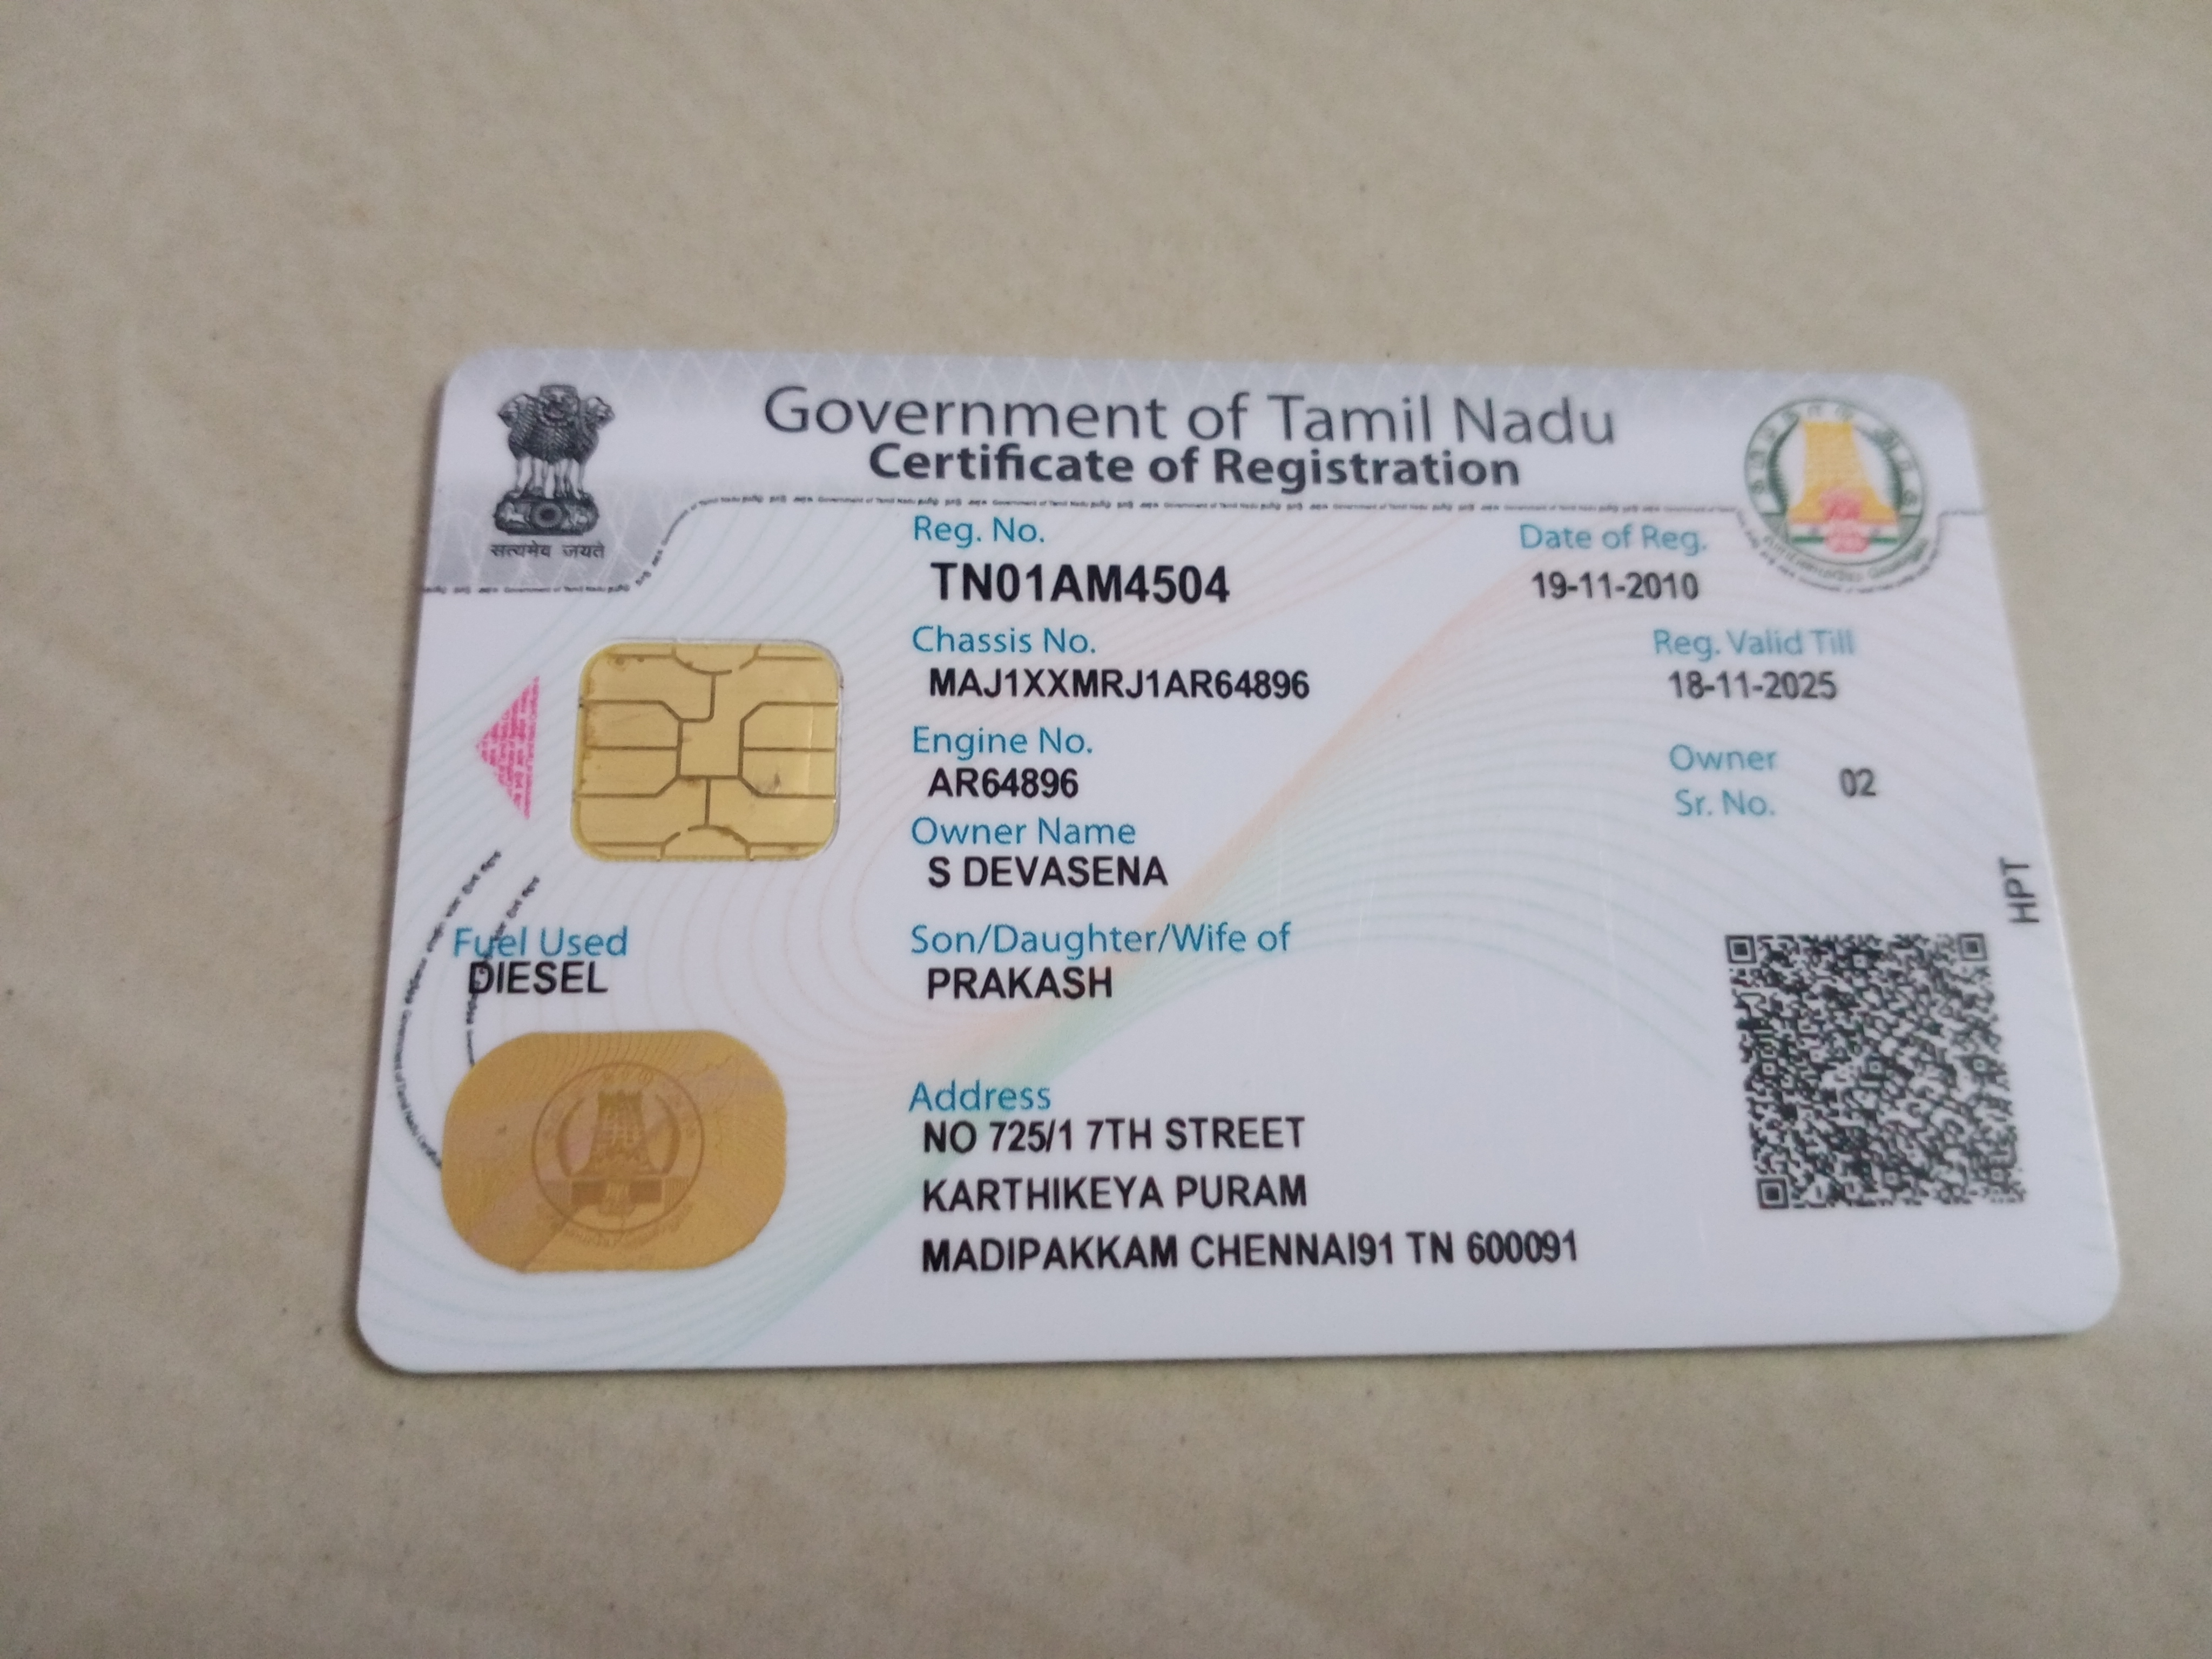 Government of Tamil Nadu
Certificate of Registration
सत्यमेव जयते
Reg. No.
TN01AM4504
Date of Reg.
19-11-2010
Chassis No.
MAJ1XXMRJ1AR64896
Reg. Valid Till
18-11-2025
Engine No.
AR64896
Owner
Sr. No. 02
Owner Name
S DEVASENA
HPT
Fuel Used
DIESEL
Son/Daughter/Wife of
PRAKASH
Address
NO 725/1 7TH STREET
KARTHIKEYA PURAM
MADIPAKKAM CHENNAI91 TN 600091